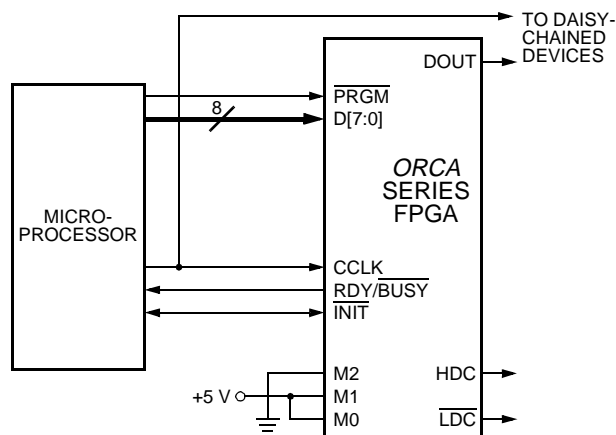 TO DAISY-
CHAINED
DEVICES
DOUT
PRGM
8
D[7:0]
ORCA
SERIES
FPGA
MICRO-
PROCESSOR
CCLK
RDY/BUSY
INIT
M2
HDC
+5 V
M1
M0
LDC